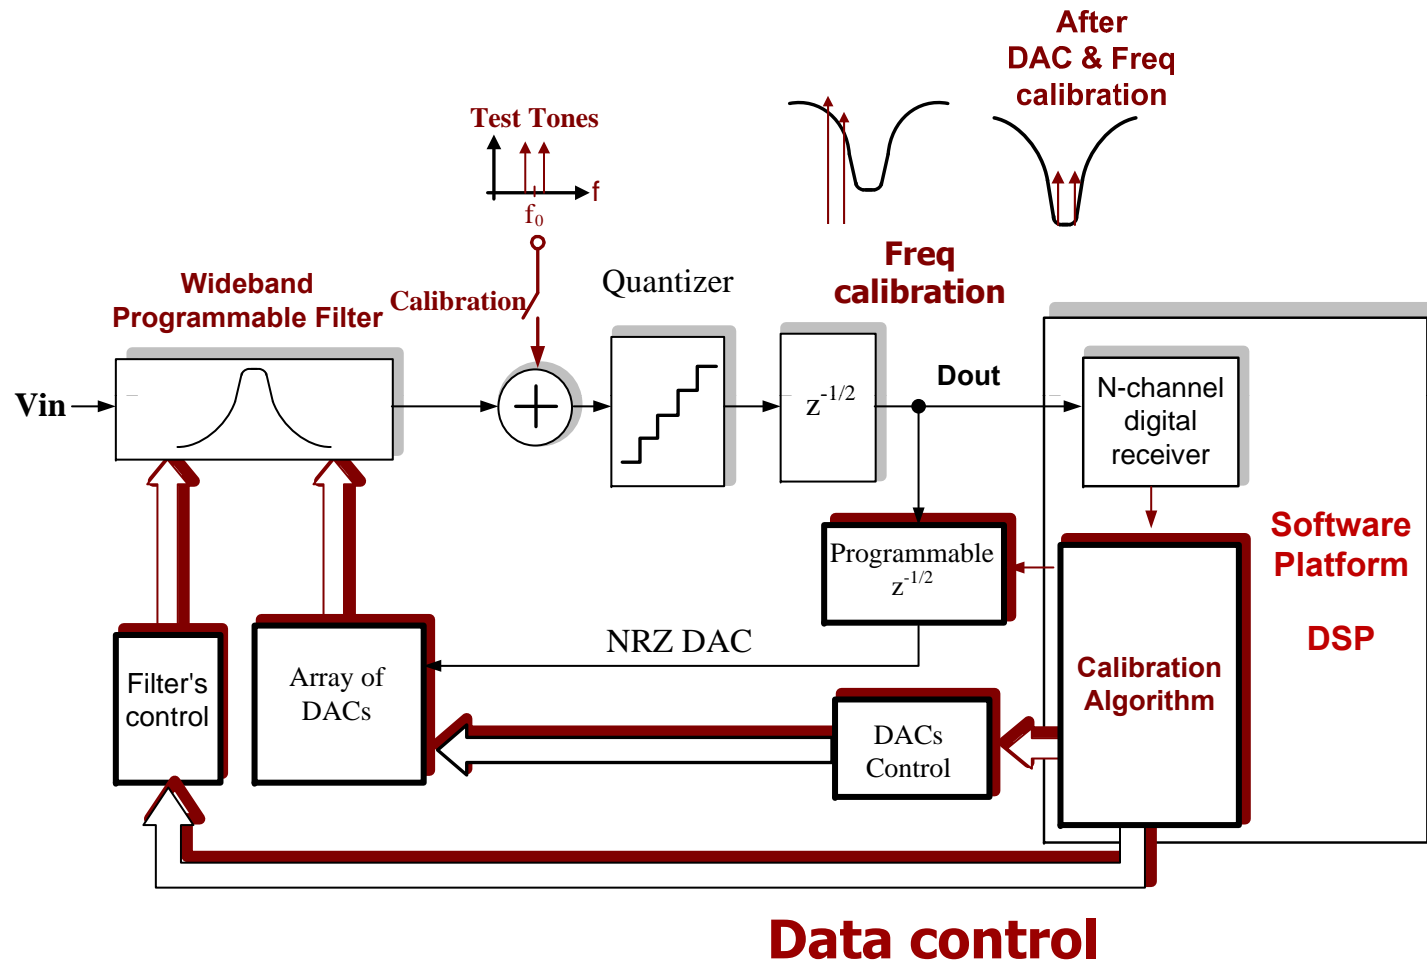 After
DAC & Freq
calibration
Test Tones
f
f0
Freq
calibration
Wideband
Programmable Filter
Calibration
Quantizer
Vin
z-1/2
Dout
N-channel
digital
receiver
Software
Platform
DSP
Programmable
z-1/2
NRZ DAC
Filter's
control
Array of
DACs
DACs
Control
Calibration
Algorithm
Data control